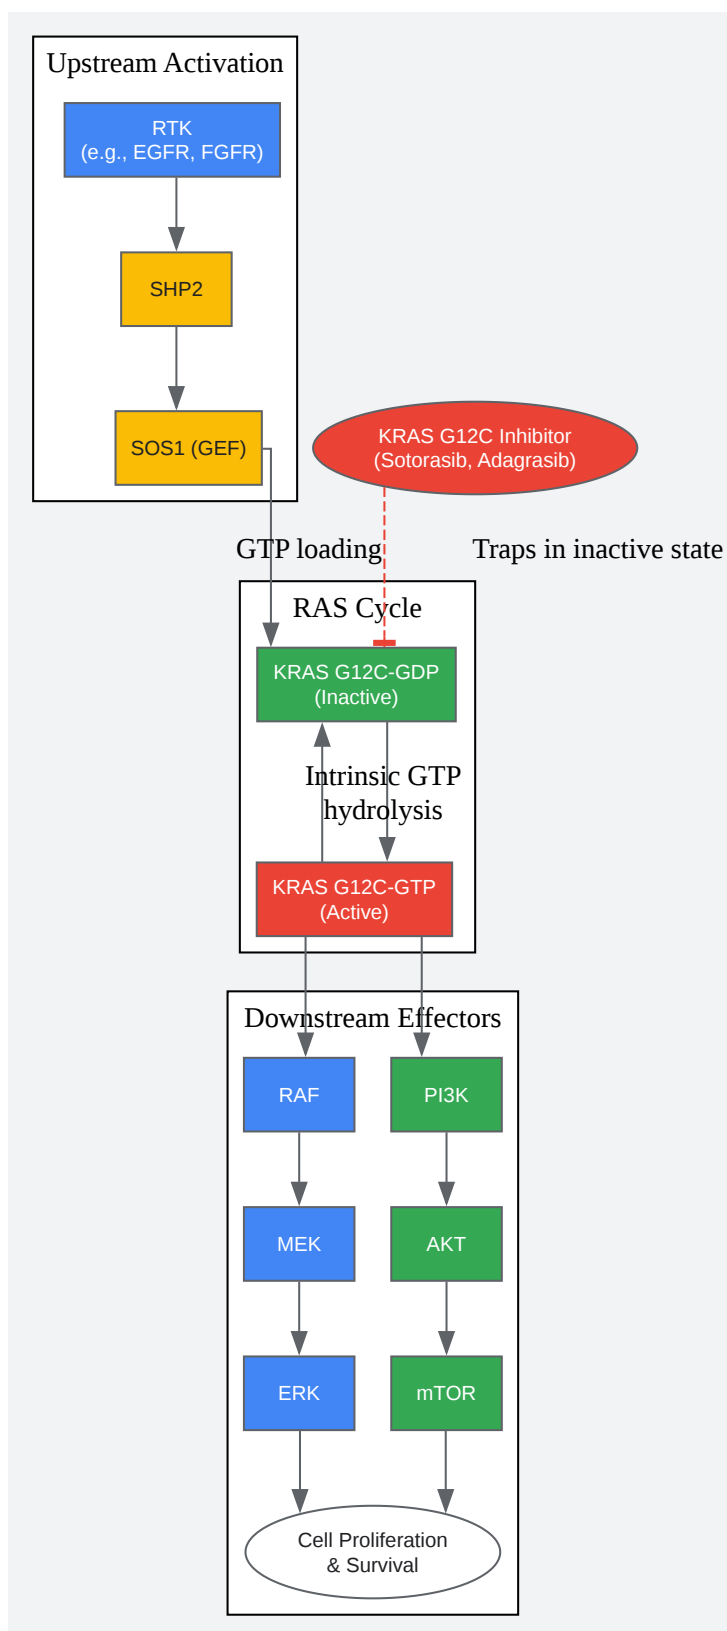 Upstream Activation
RTK
(e.g., EGFR, FGFR)
SHP2
SOS1 (GEF)
KRAS G12C Inhibitor
(Sotorasib, Adagrasib)
GTP loading
Traps in inactive state
RAS Cycle
KRAS G12C-GDP
(Inactive)
Intrinsic GTP
hydrolysis
KRAS G12C-GTP
(Active)
Downstream Effectors
RAF
PI3K
MEK
AKT
ERK
mTOR
Cell Proliferation
& Survival